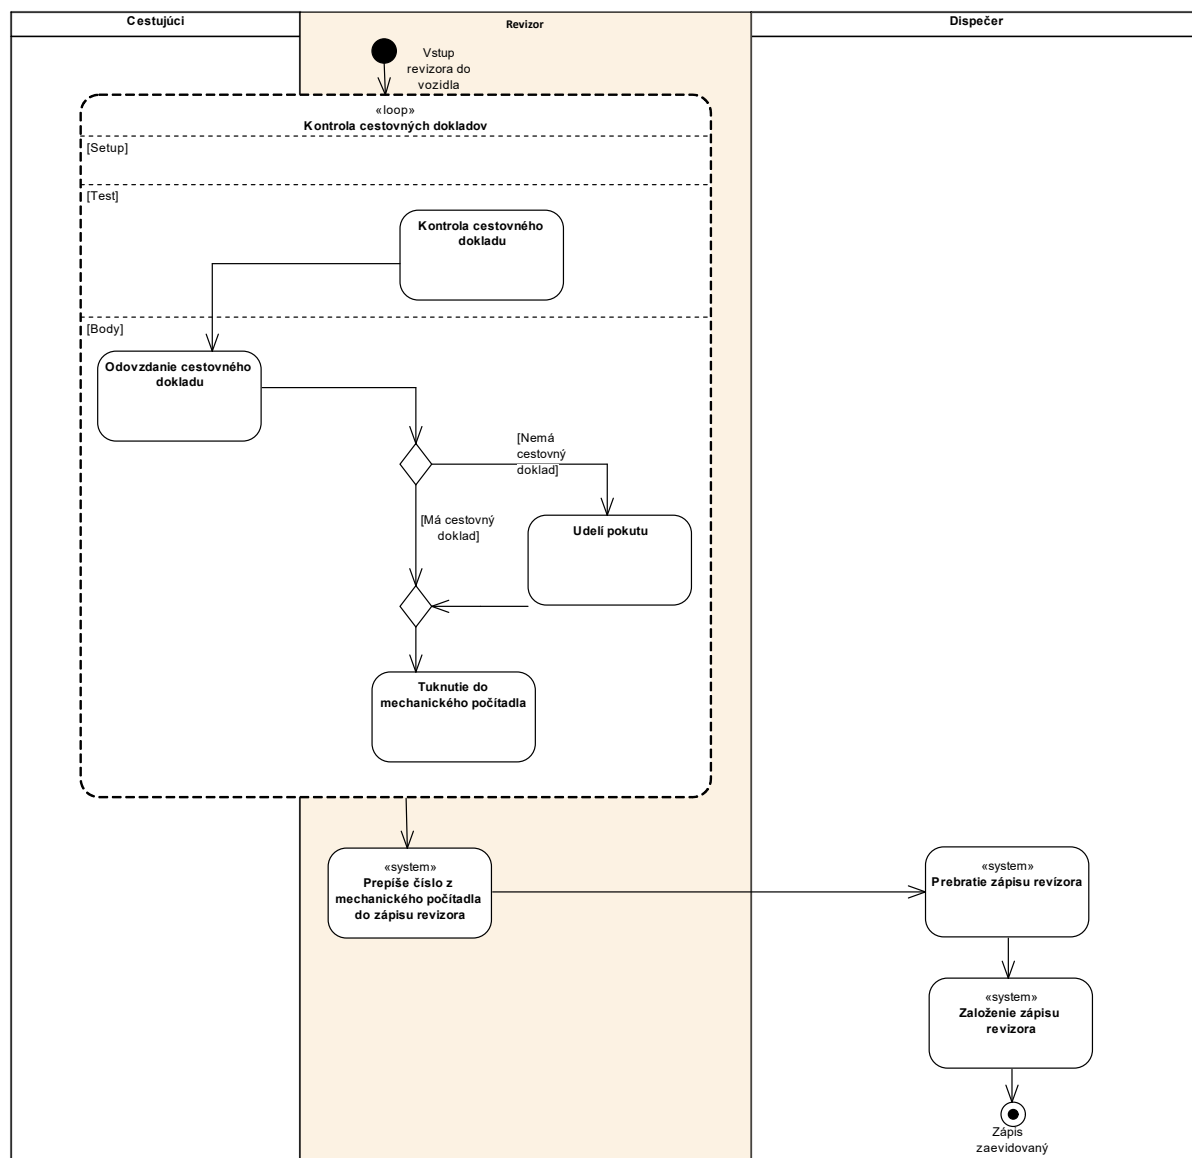 Cestujúci
Revizor
Dispečer
Vstup
revizora do
vozidla
«loop»
Kontrola cestovných dokladov
[Setup]
[Test]
Kontrola cestovného
dokladu
[Body]
Odovzdanie cestovného
dokladu
[Nemá
cestovný
doklad]
[Má cestovný
doklad]
Udelí pokutu
Tuknutie do
mechanického počítadla
«system»
Prepíše číslo z
mechanického počítadla
do zápisu revizora
«system»
Prebratie zápisu revízora
«system»
Založenie zápisu
revizora
Zápis
zaevidovaný